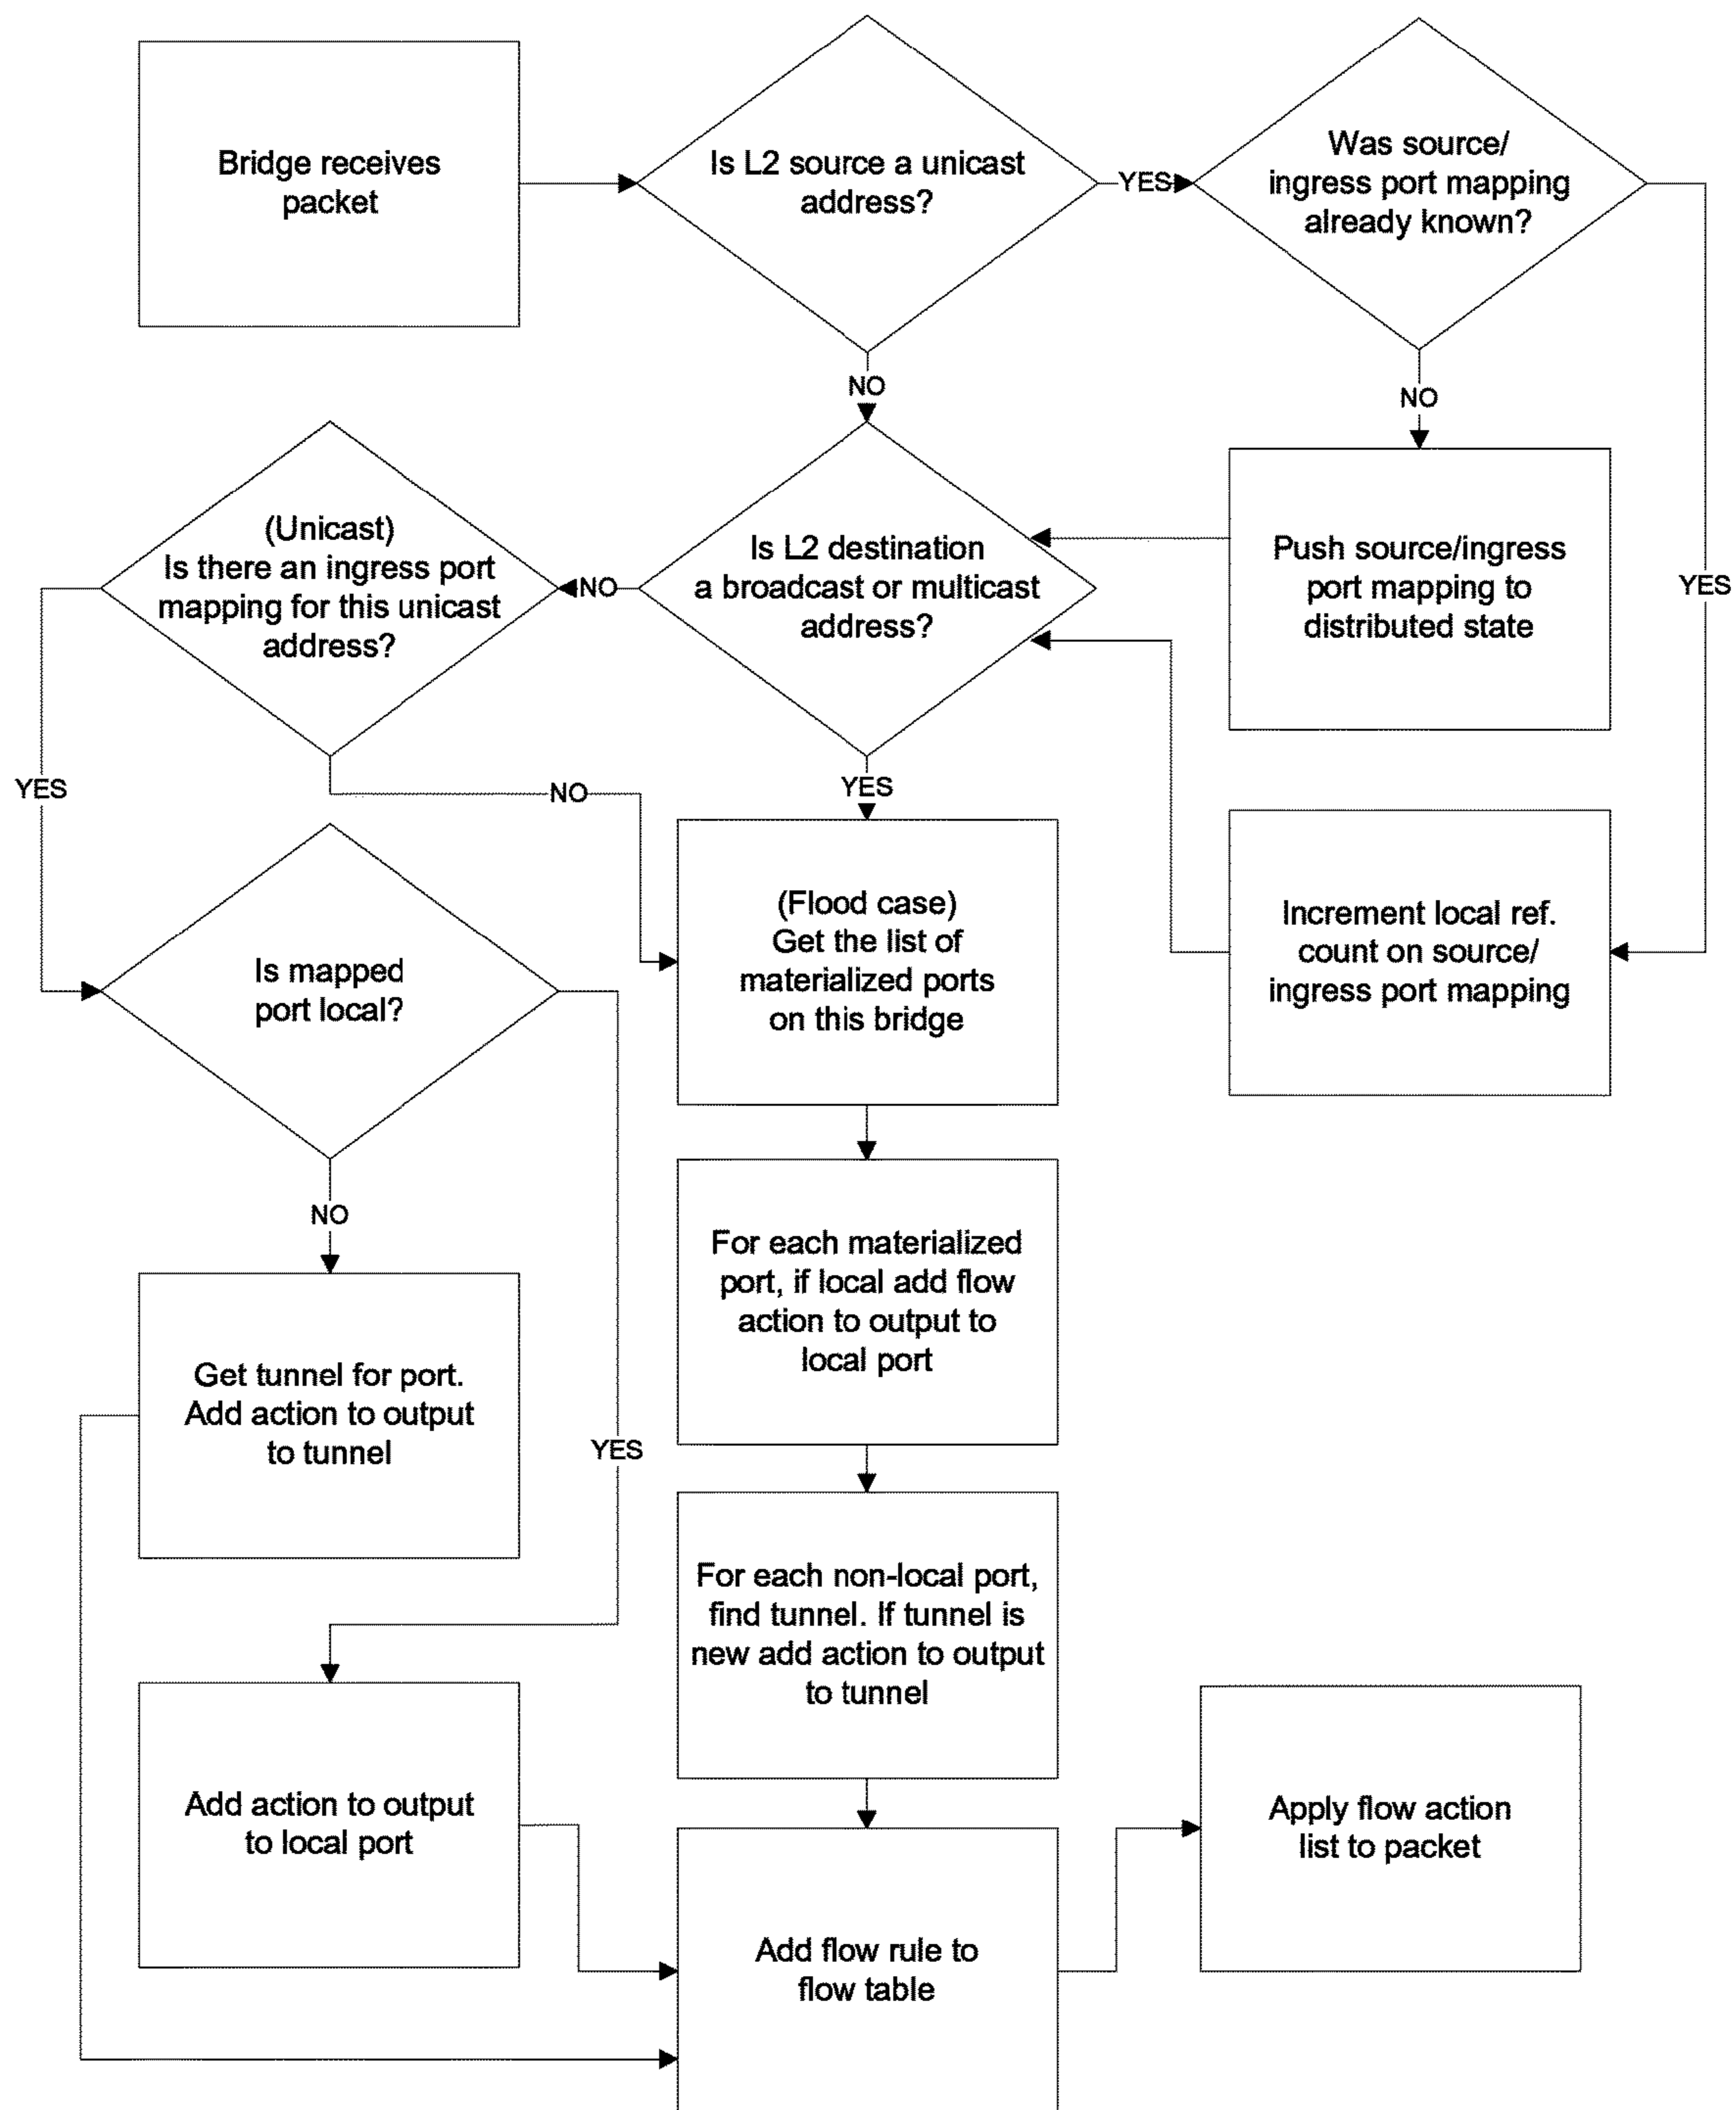 Bridge receives
packet
Is L2 source a unicast
address?
YES
Was source/
ingress port mapping
already known?
NO
NO
(Unicast)
Is there an ingress port
mapping for this unicast
address?
NO
Is L2 destination
a broadcast or multicast
address?
Push source/ingress
port mapping to
distributed state
YES
YES
NO
YES
Is mapped
port local?
(Flood case)
Get the list of
materialized ports
on this bridge
Increment local ref.
count on source/
ingress port mapping
NO
For each materialized
port, if local add flow
action to output to
local port
Get tunnel for port.
Add action to output
to tunnel
YES
For each non-local port,
find tunnel. If tunnel is
new add action to output
to tunnel
Add action to output
to local port
Apply flow action
list to packet
Add flow rule to
flow table